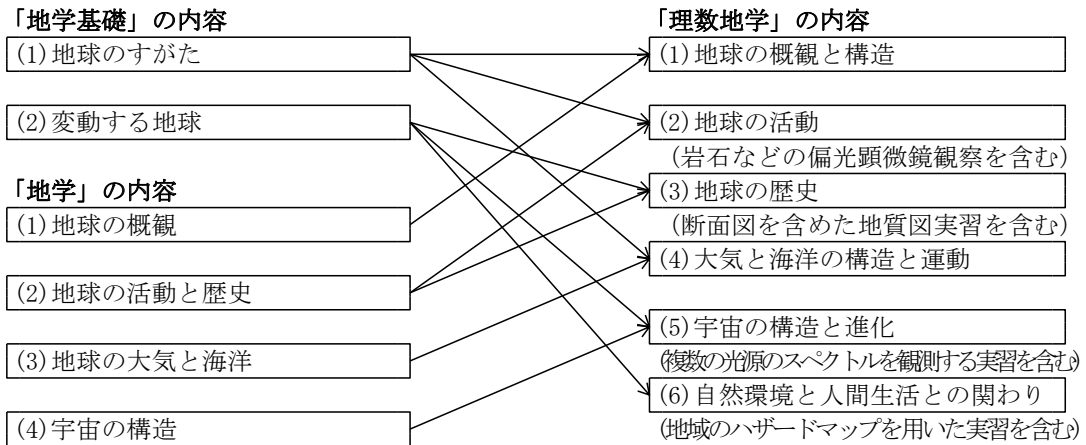 「地学基礎」の内容
(1)地球のすがた
(2)変動する地球
「地学」の内容
(1)地球の概観
(2)地球の活動と歴史
(3)地球の大気と海洋
(4)宇宙の構造
「理数地学」の内容
(1)地球の概観と構造
(2)地球の活動
(岩石などの偏光顕微鏡観察を含む)
(3)地球の歴史
(断面図を含めた地質図実習を含む)
(4)大気と海洋の構造と運動
(5)宇宙の構造と進化
(複数の光源のスペクトルを観測する実習を含む)
(6)自然環境と人間生活との関わり
(地域のハザードマップを用いた実習を含む)